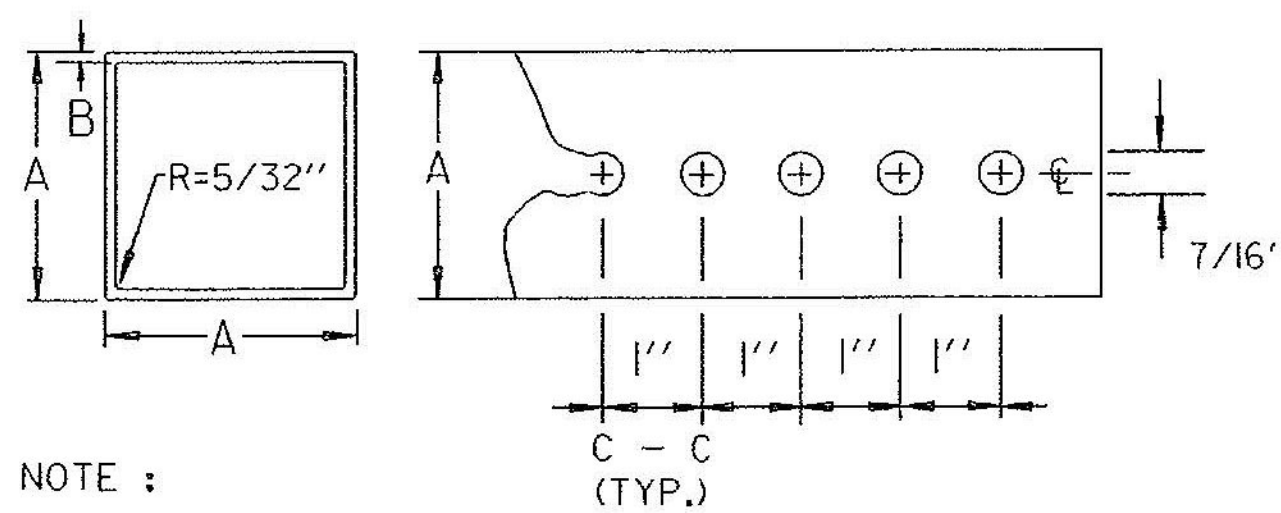 B
A
R=5/32"
A
A
℄
7/16'
1" 1" 1" 1"
C - C
(TYP.)
NOTE :